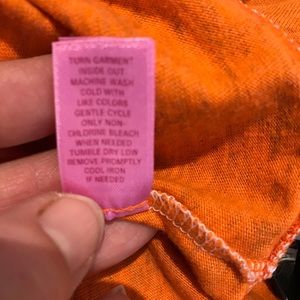 TURN GARMENT
INSIDE OUT
MACHINE WASH
COLD WITH
LIKE COLORS
GENTLE CYCLE
ONLY NON-
CHLORINE BLEACH
WHEN NEEDED
TUMBLE DRY LOW
REMOVE PROMPTLY
COOL IRON
IF NEEDED